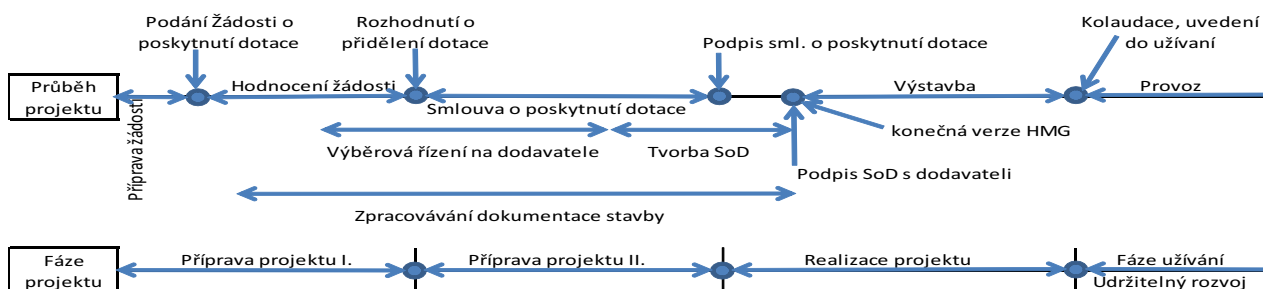 Podání Žádosti o
poskytnutí dotace
Rozhodnutí o
přidělení dotace
Podpis sml. o poskytnutí dotace
Kolaudace, uvedení
do užívaní
Průběh
projektu
Příprava žádosti
Hodnocení žádosti
Smlouva o poskytnutí dotace
Výstavba
Provoz
konečná verze HMG
Výběrová řízení na dodavatele
Tvorba SoD
Podpis SoD s dodavateli
Zpracovávání dokumentace stavby
Fáze
projektu
Příprava projektu I.
Příprava projektu II.
Realizace projektu
Fáze užívání
Udržitelný rozvoj